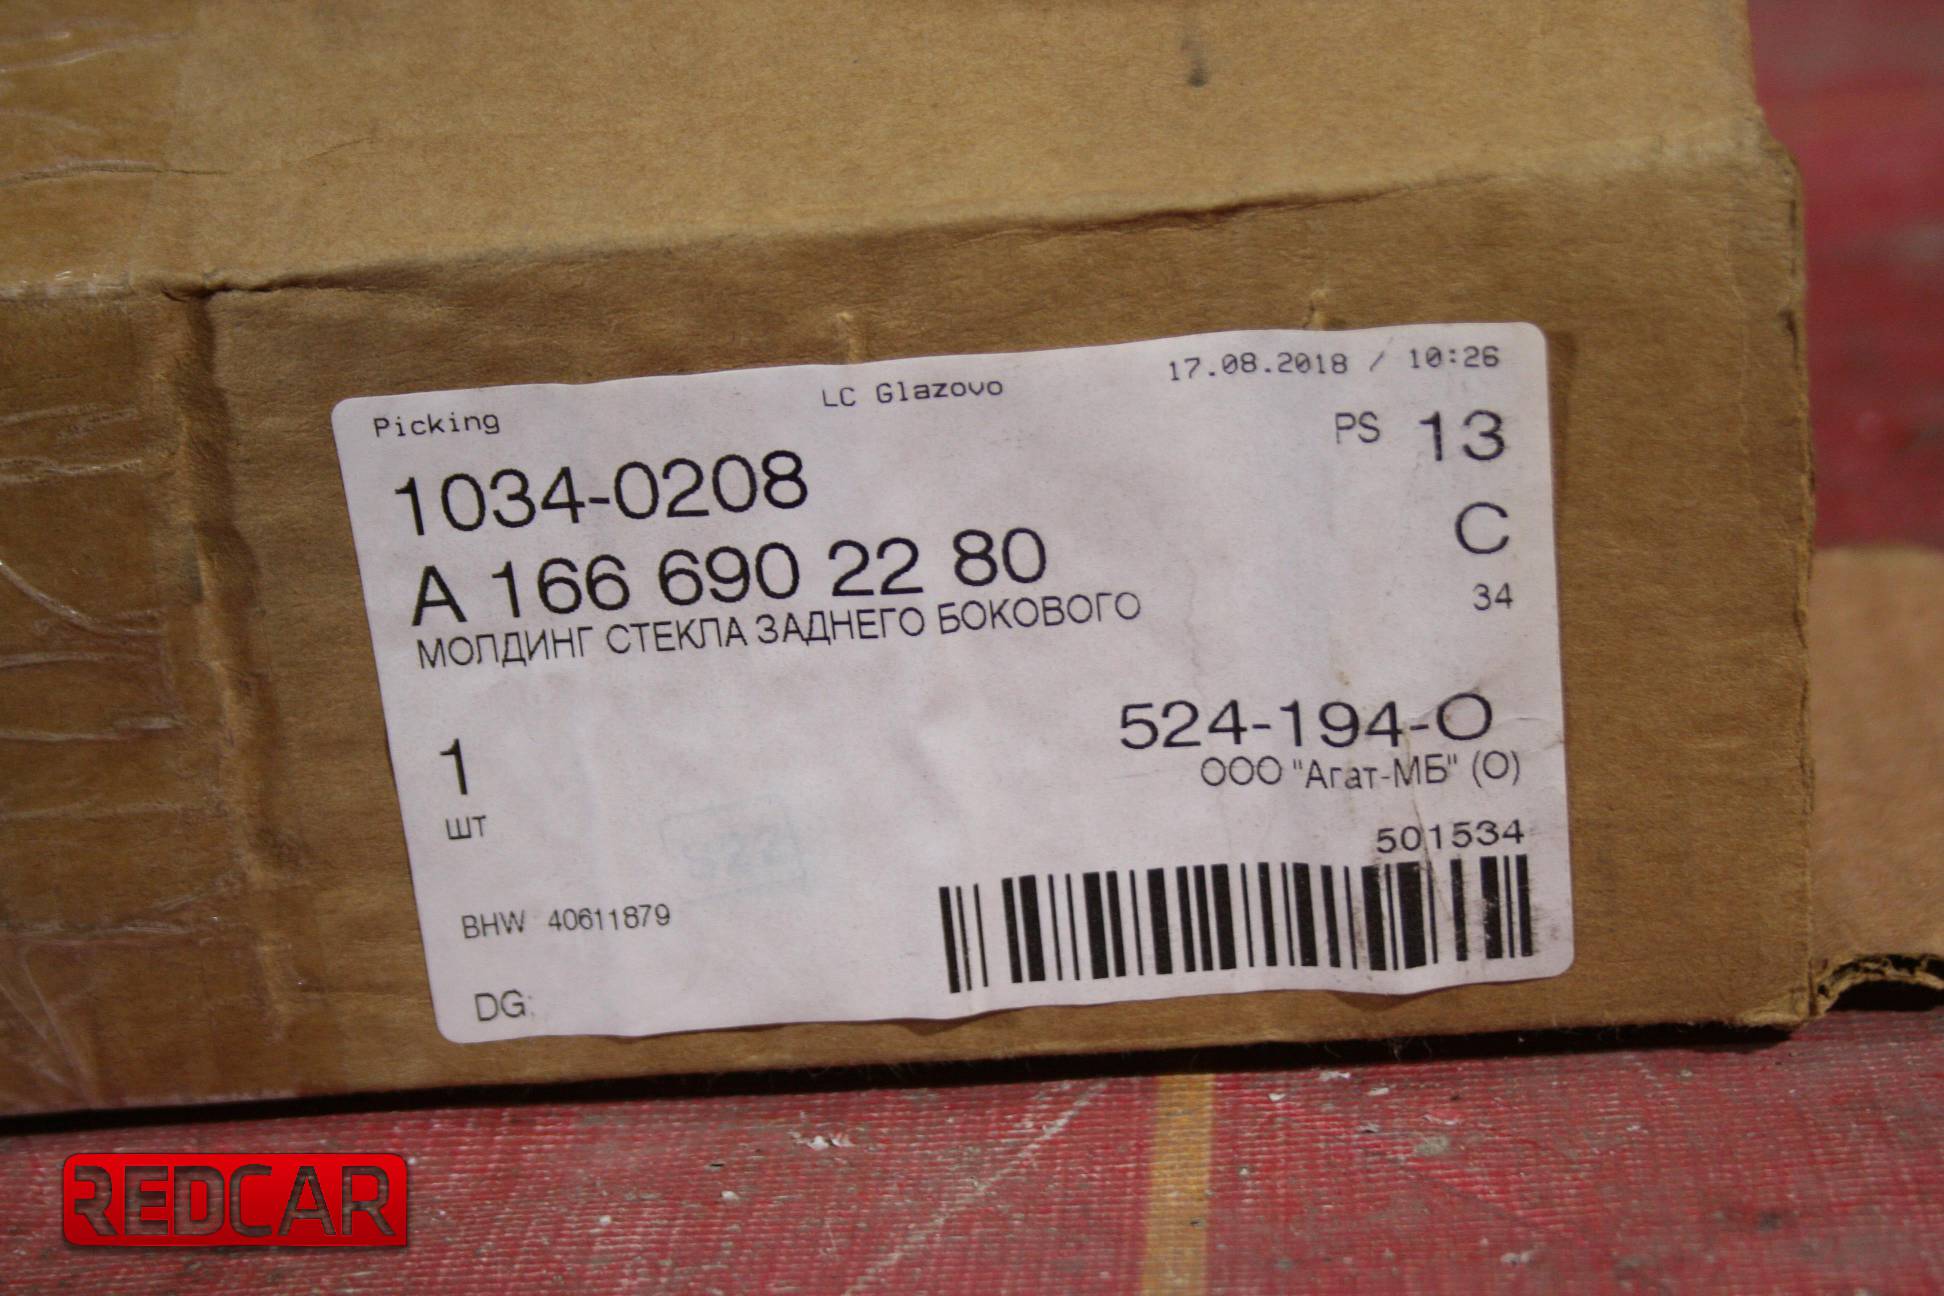 Picking LC Glazovo 17.08.2018 / 10:26
1034-0208 PS 13
A 166 690 22 80 C
МОЛДИНГ СТЕКЛА ЗАДНЕГО БОКОВОГО 34
1 524-194-O
шт ООО "Агат-МБ" (О)
501534
BHW 40611879
DG:
REDCAR